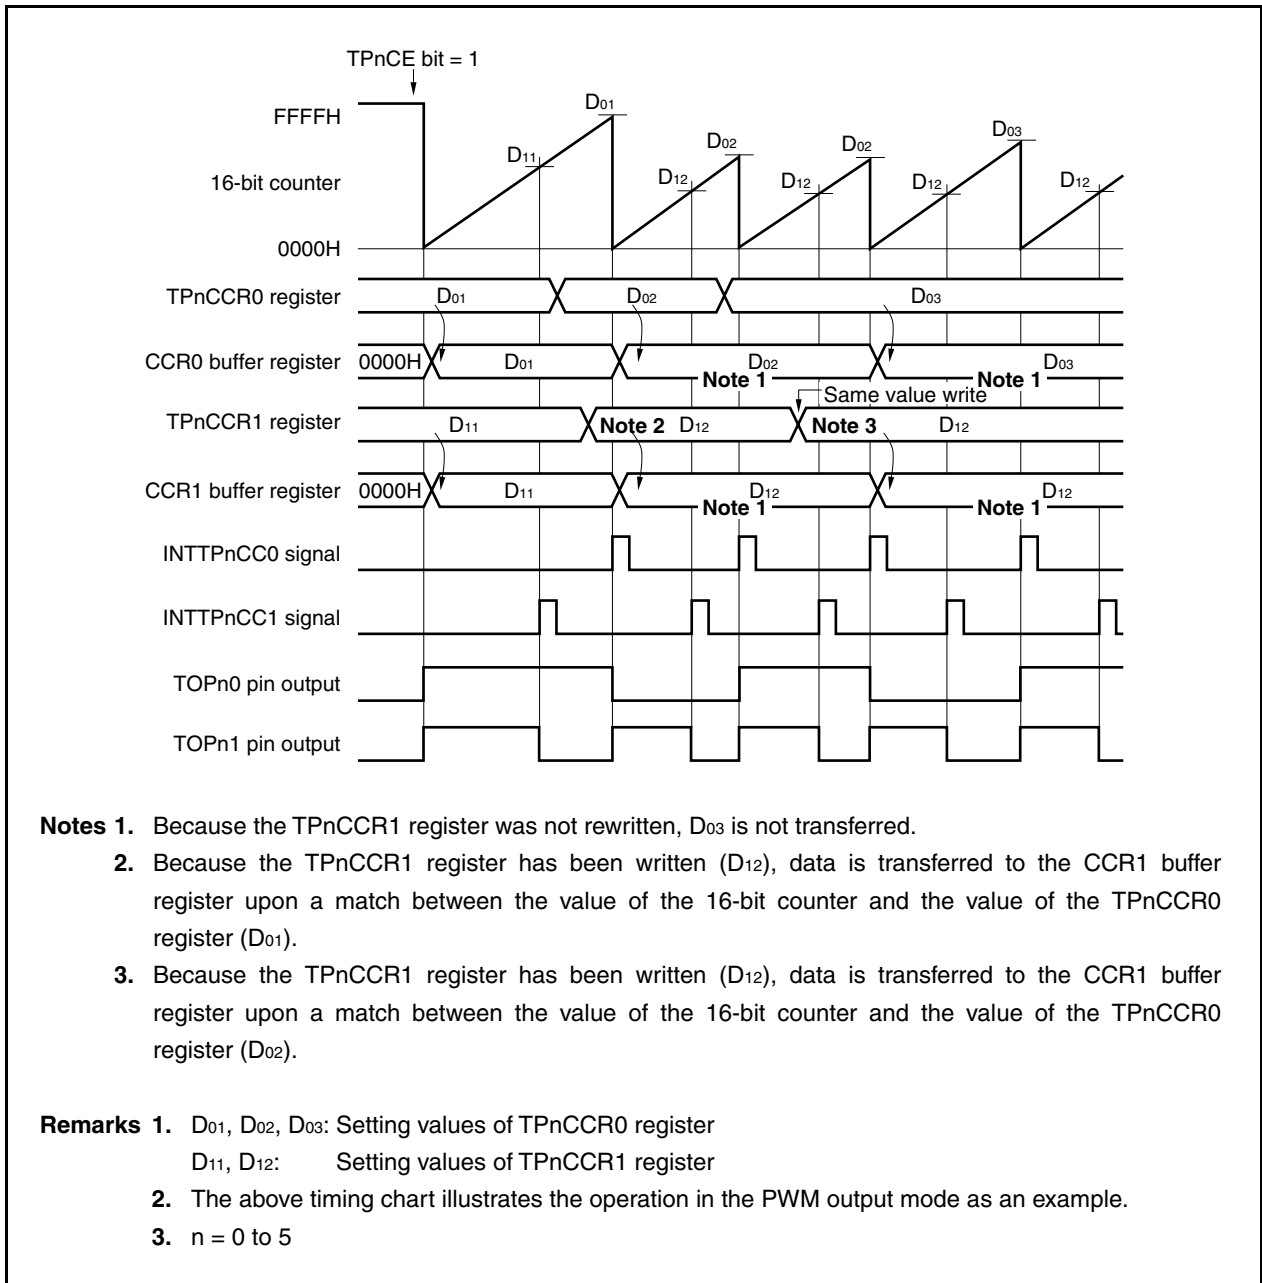 TPnCE bit = 1
D01
FFFFH
D03
D02
D02
D11
D12
D12
D12
D12
16-bit counter
0000H
TPnCCR0 register
D01
D02
D03
CCR0 buffer register
0000H
D01
D02
D03
Note 1
Note 1
Same value write
TPnCCR1 register
D11
Note 2
D12
Note 3
D12
CCR1 buffer register
0000H
D11
D12
D12
Note 1
Note 1
INTTPnCC0 signal
INTTPnCC1 signal
TOPn0 pin output
TOPn1 pin output
Notes 1. Because the TPnCCR1 register was not rewritten, D03 is not transferred.
2. Because the TPnCCR1 register has been written (D12), data is transferred to the CCR1 buffer
register upon a match between the value of the 16-bit counter and the value of the TPnCCR0
register (D01).
3. Because the TPnCCR1 register has been written (D12), data is transferred to the CCR1 buffer
register upon a match between the value of the 16-bit counter and the value of the TPnCCR0
register (D02).
Remarks 1. D01, D02, D03: Setting values of TPnCCR0 register
D11, D12: Setting values of TPnCCR1 register
2. The above timing chart illustrates the operation in the PWM output mode as an example.
3. n = 0 to 5